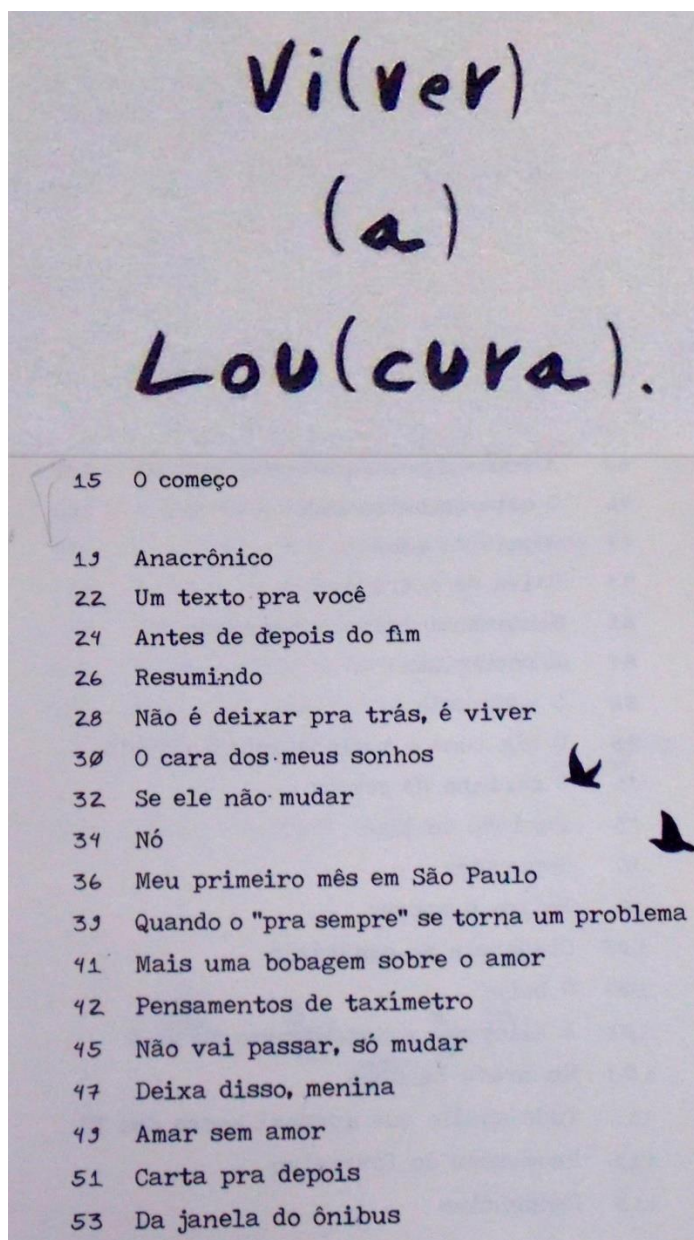 Vi(ver)
(a)
Lou(cura).
15 O começo
19 Anacrônico
22 Um texto pra você
24 Antes de depois do fim
26 Resumindo
28 Não é deixar pra trás, é viver
30 O cara dos meus sonhos
32 Se ele não mudar
34 Nó
36 Meu primeiro mês em São Paulo
39 Quando o "pra sempre" se torna um problema
41 Mais uma bobagem sobre o amor
42 Pensamentos de taxímetro
45 Não vai passar, só mudar
47 Deixa disso, menina
49 Amar sem amor
51 Carta pra depois
53 Da janela do ônibus